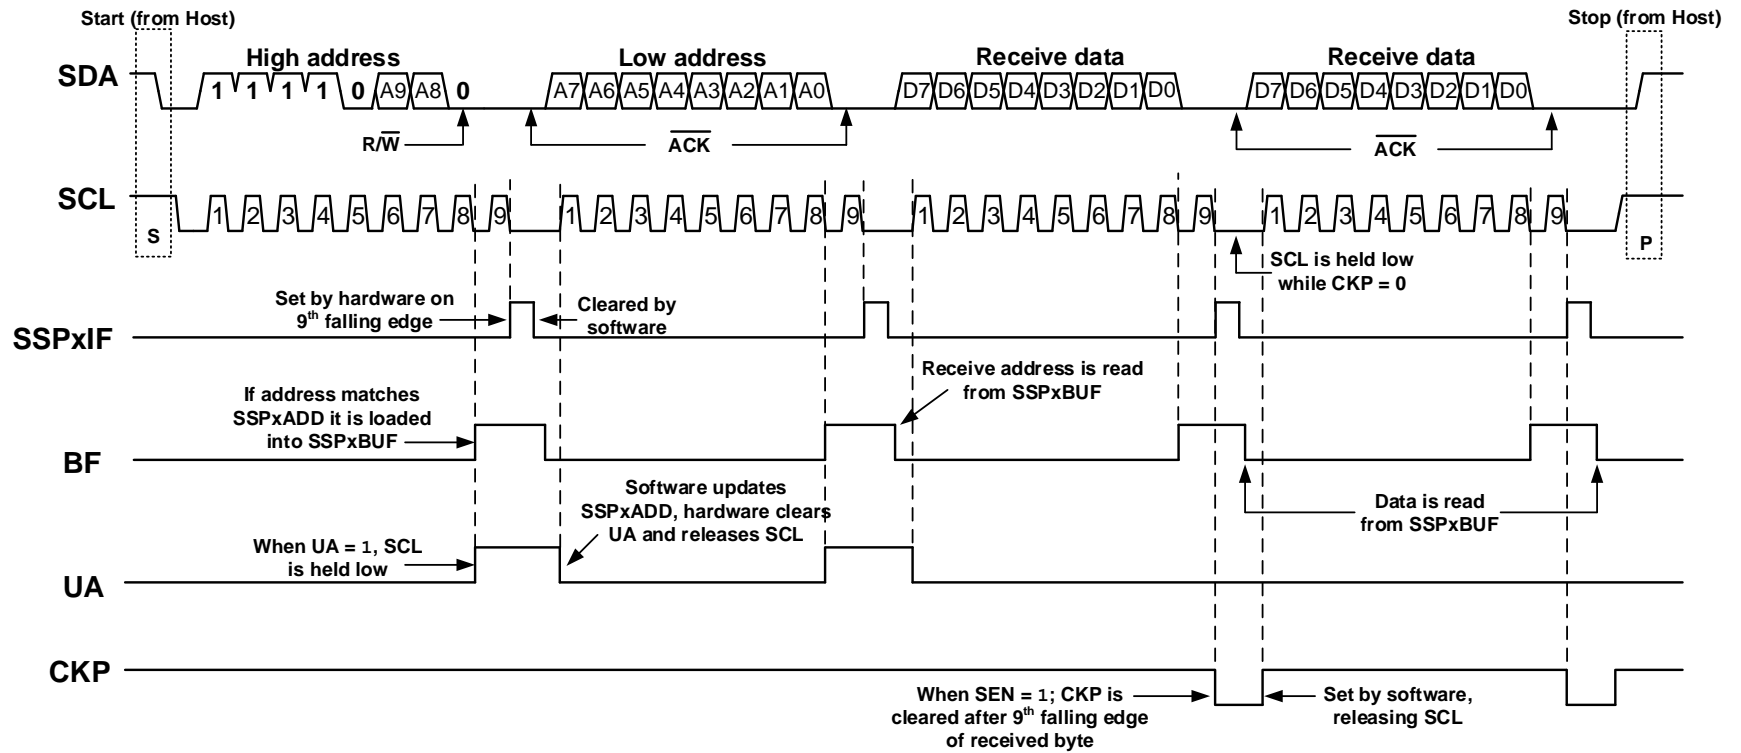 Start (from Host)
Stop (from Host)
High address
Low address
Receive data
Receive data
SDA
1 1 1 1 0 A9 A8 0
A7 A6 A5 A4 A3 A2 A1 A0
D7 D6 D5 D4 D3 D2 D1 D0
D7 D6 D5 D4 D3 D2 D1 D0
R/W
ACK
ACK
SCL
1 2 3 4 5 6 7 8 9
1 2 3 4 5 6 7 8 9
1 2 3 4 5 6 7 8 9
1 2 3 4 5 6 7 8 9
S
P
SCL is held low
while CKP = 0
Set by hardware on
9th falling edge
Cleared by
software
SSPxIF
Receive address is read
from SSPxBUF
If address matches
SSPxADD it is loaded
into SSPxBUF
BF
Software updates
SSPxADD, hardware clears
UA and releases SCL
Data is read
from SSPxBUF
When UA = 1, SCL
is held low
UA
CKP
When SEN = 1; CKP is
cleared after 9th falling edge
of received byte
Set by software,
releasing SCL